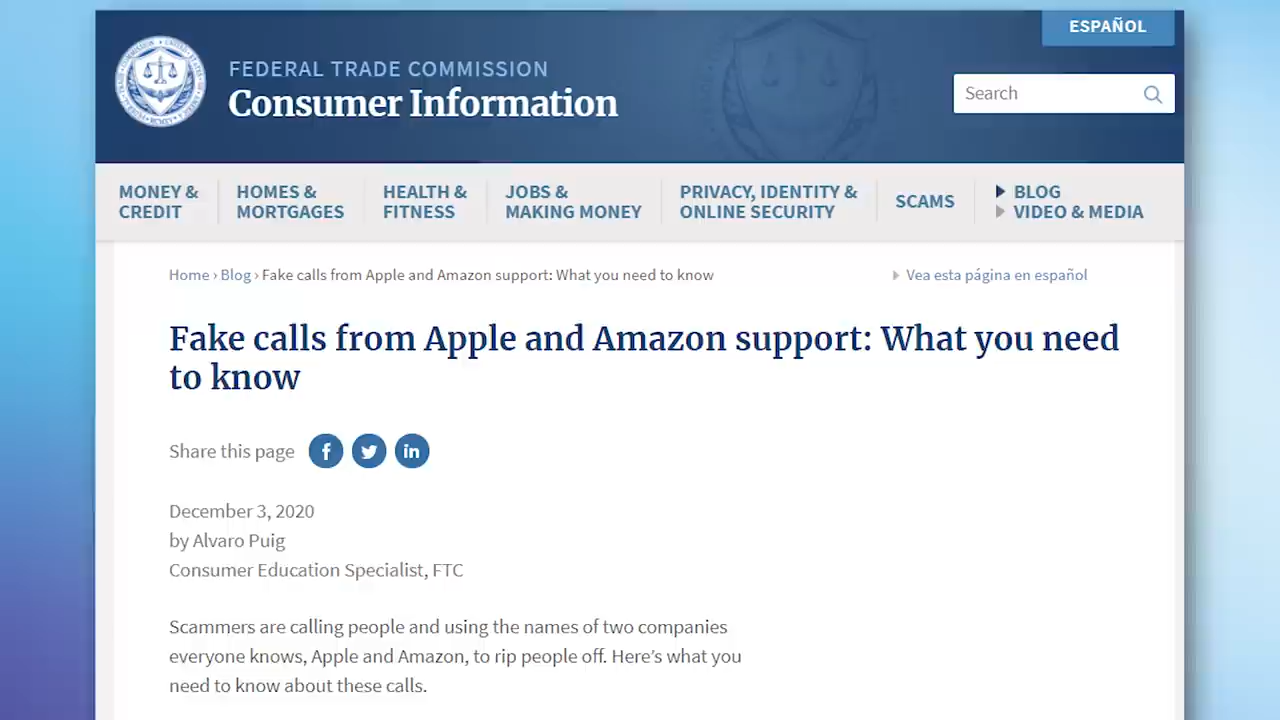 ESPAÑOL
FEDERAL TRADE COMMISSION
Consumer Information
Search
MONEY &
CREDIT
HOMES &
MORTGAGES
HEALTH &
FITNESS
JOBS &
MAKING MONEY
PRIVACY, IDENTITY &
ONLINE SECURITY
SCAMS
BLOG
VIDEO & MEDIA
Home › Blog › Fake calls from Apple and Amazon support: What you need to know
Vea esta página en español
Fake calls from Apple and Amazon support: What you need
to know
Share this page
December 3, 2020
by Alvaro Puig
Consumer Education Specialist, FTC
Scammers are calling people and using the names of two companies
everyone knows, Apple and Amazon, to rip people off. Here's what you
need to know about these calls.